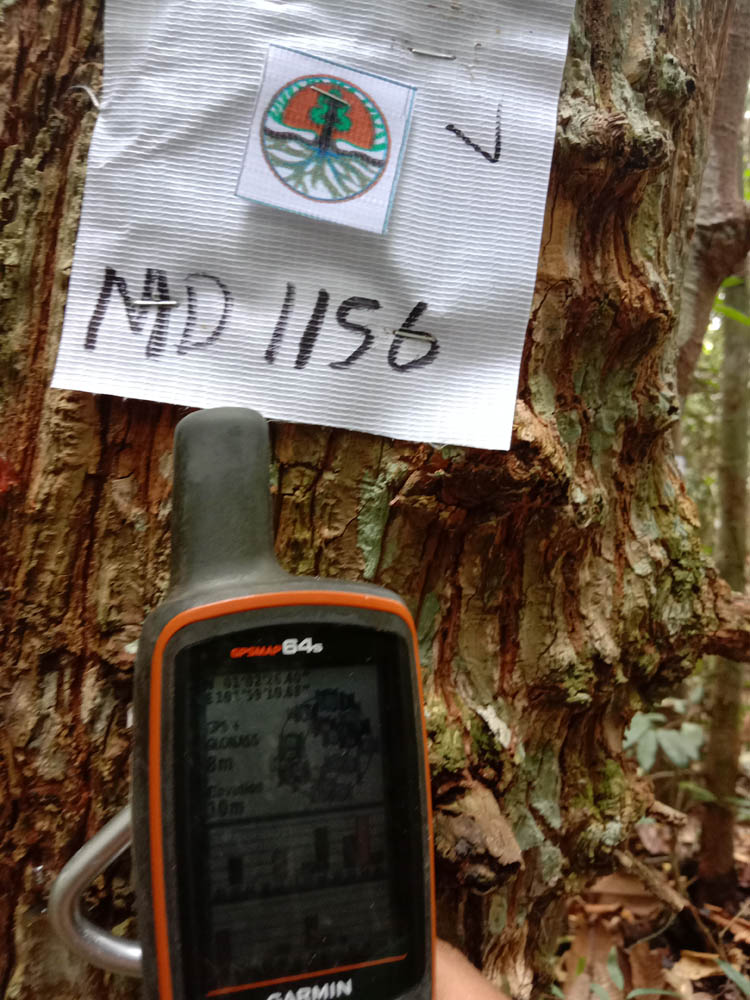 V
MD 1156
GPSMAP 64s
GPS +
GLONASS
8m
Elevation
10m
GARMIN